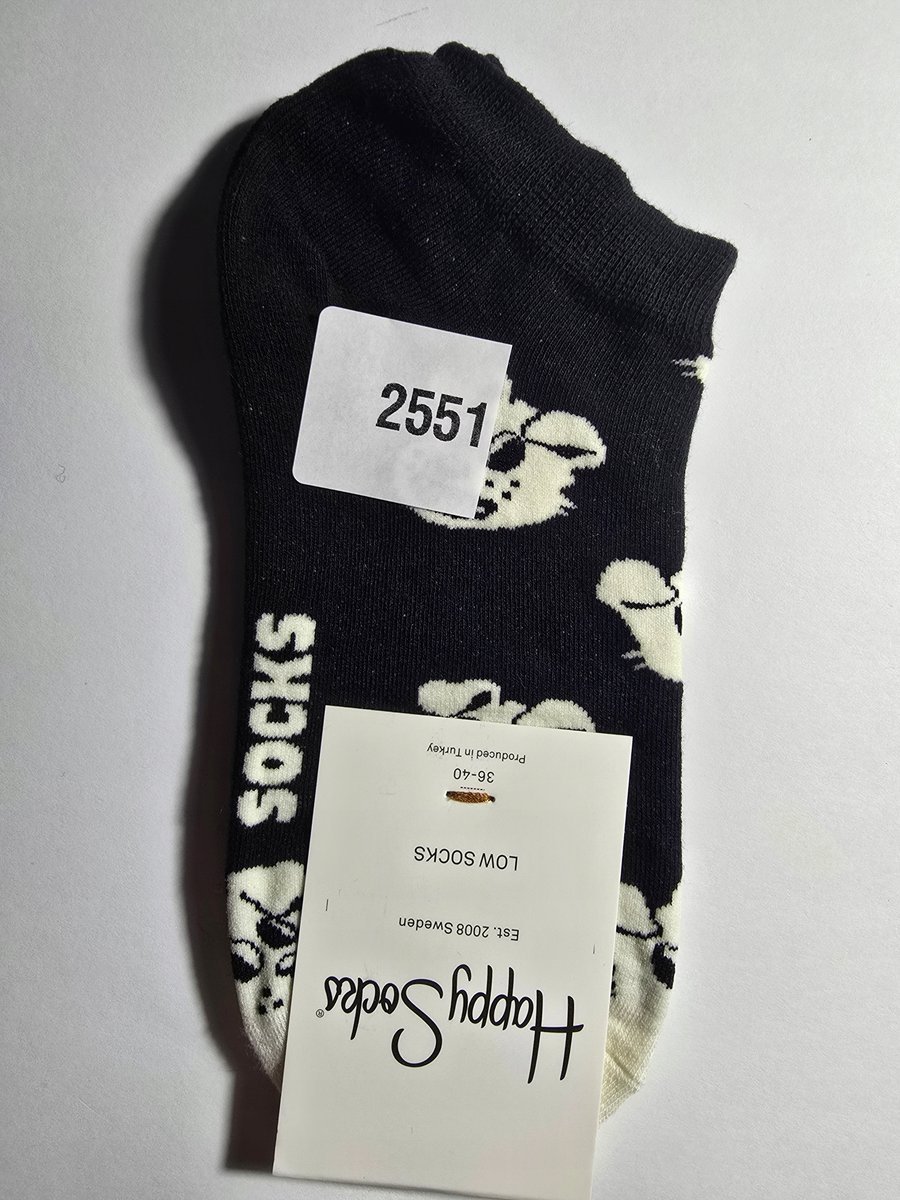 2551
SOCKS
Happy Socks®
Est. 2008 Sweden
LOW SOCKS
36-40
Produced in Turkey